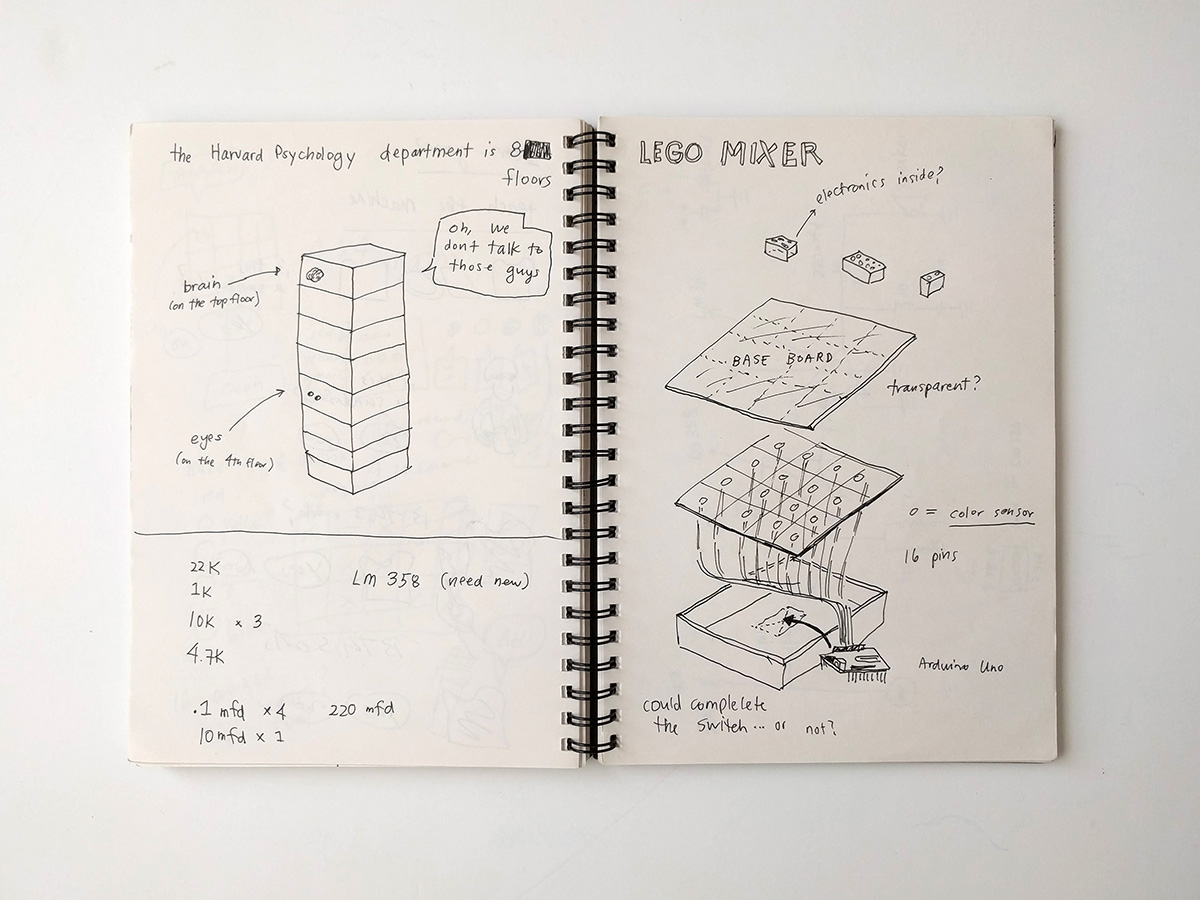 the Harvard Psychology department is 8
floors
oh, we
dont talk to
those guys
brain
(on the top floor)
eyes
(on the 4th floor)
22K
1K
10K x 3
4.7K
Lm 358 (need new)
.1 mfd x4 220 mfd
10mfd x 1
LEGO MIXER
electronics inside?
BASE BOARD
transparent?
o = color sensor
16 pins
Arduino Uno
could complecete
the switch... or not?